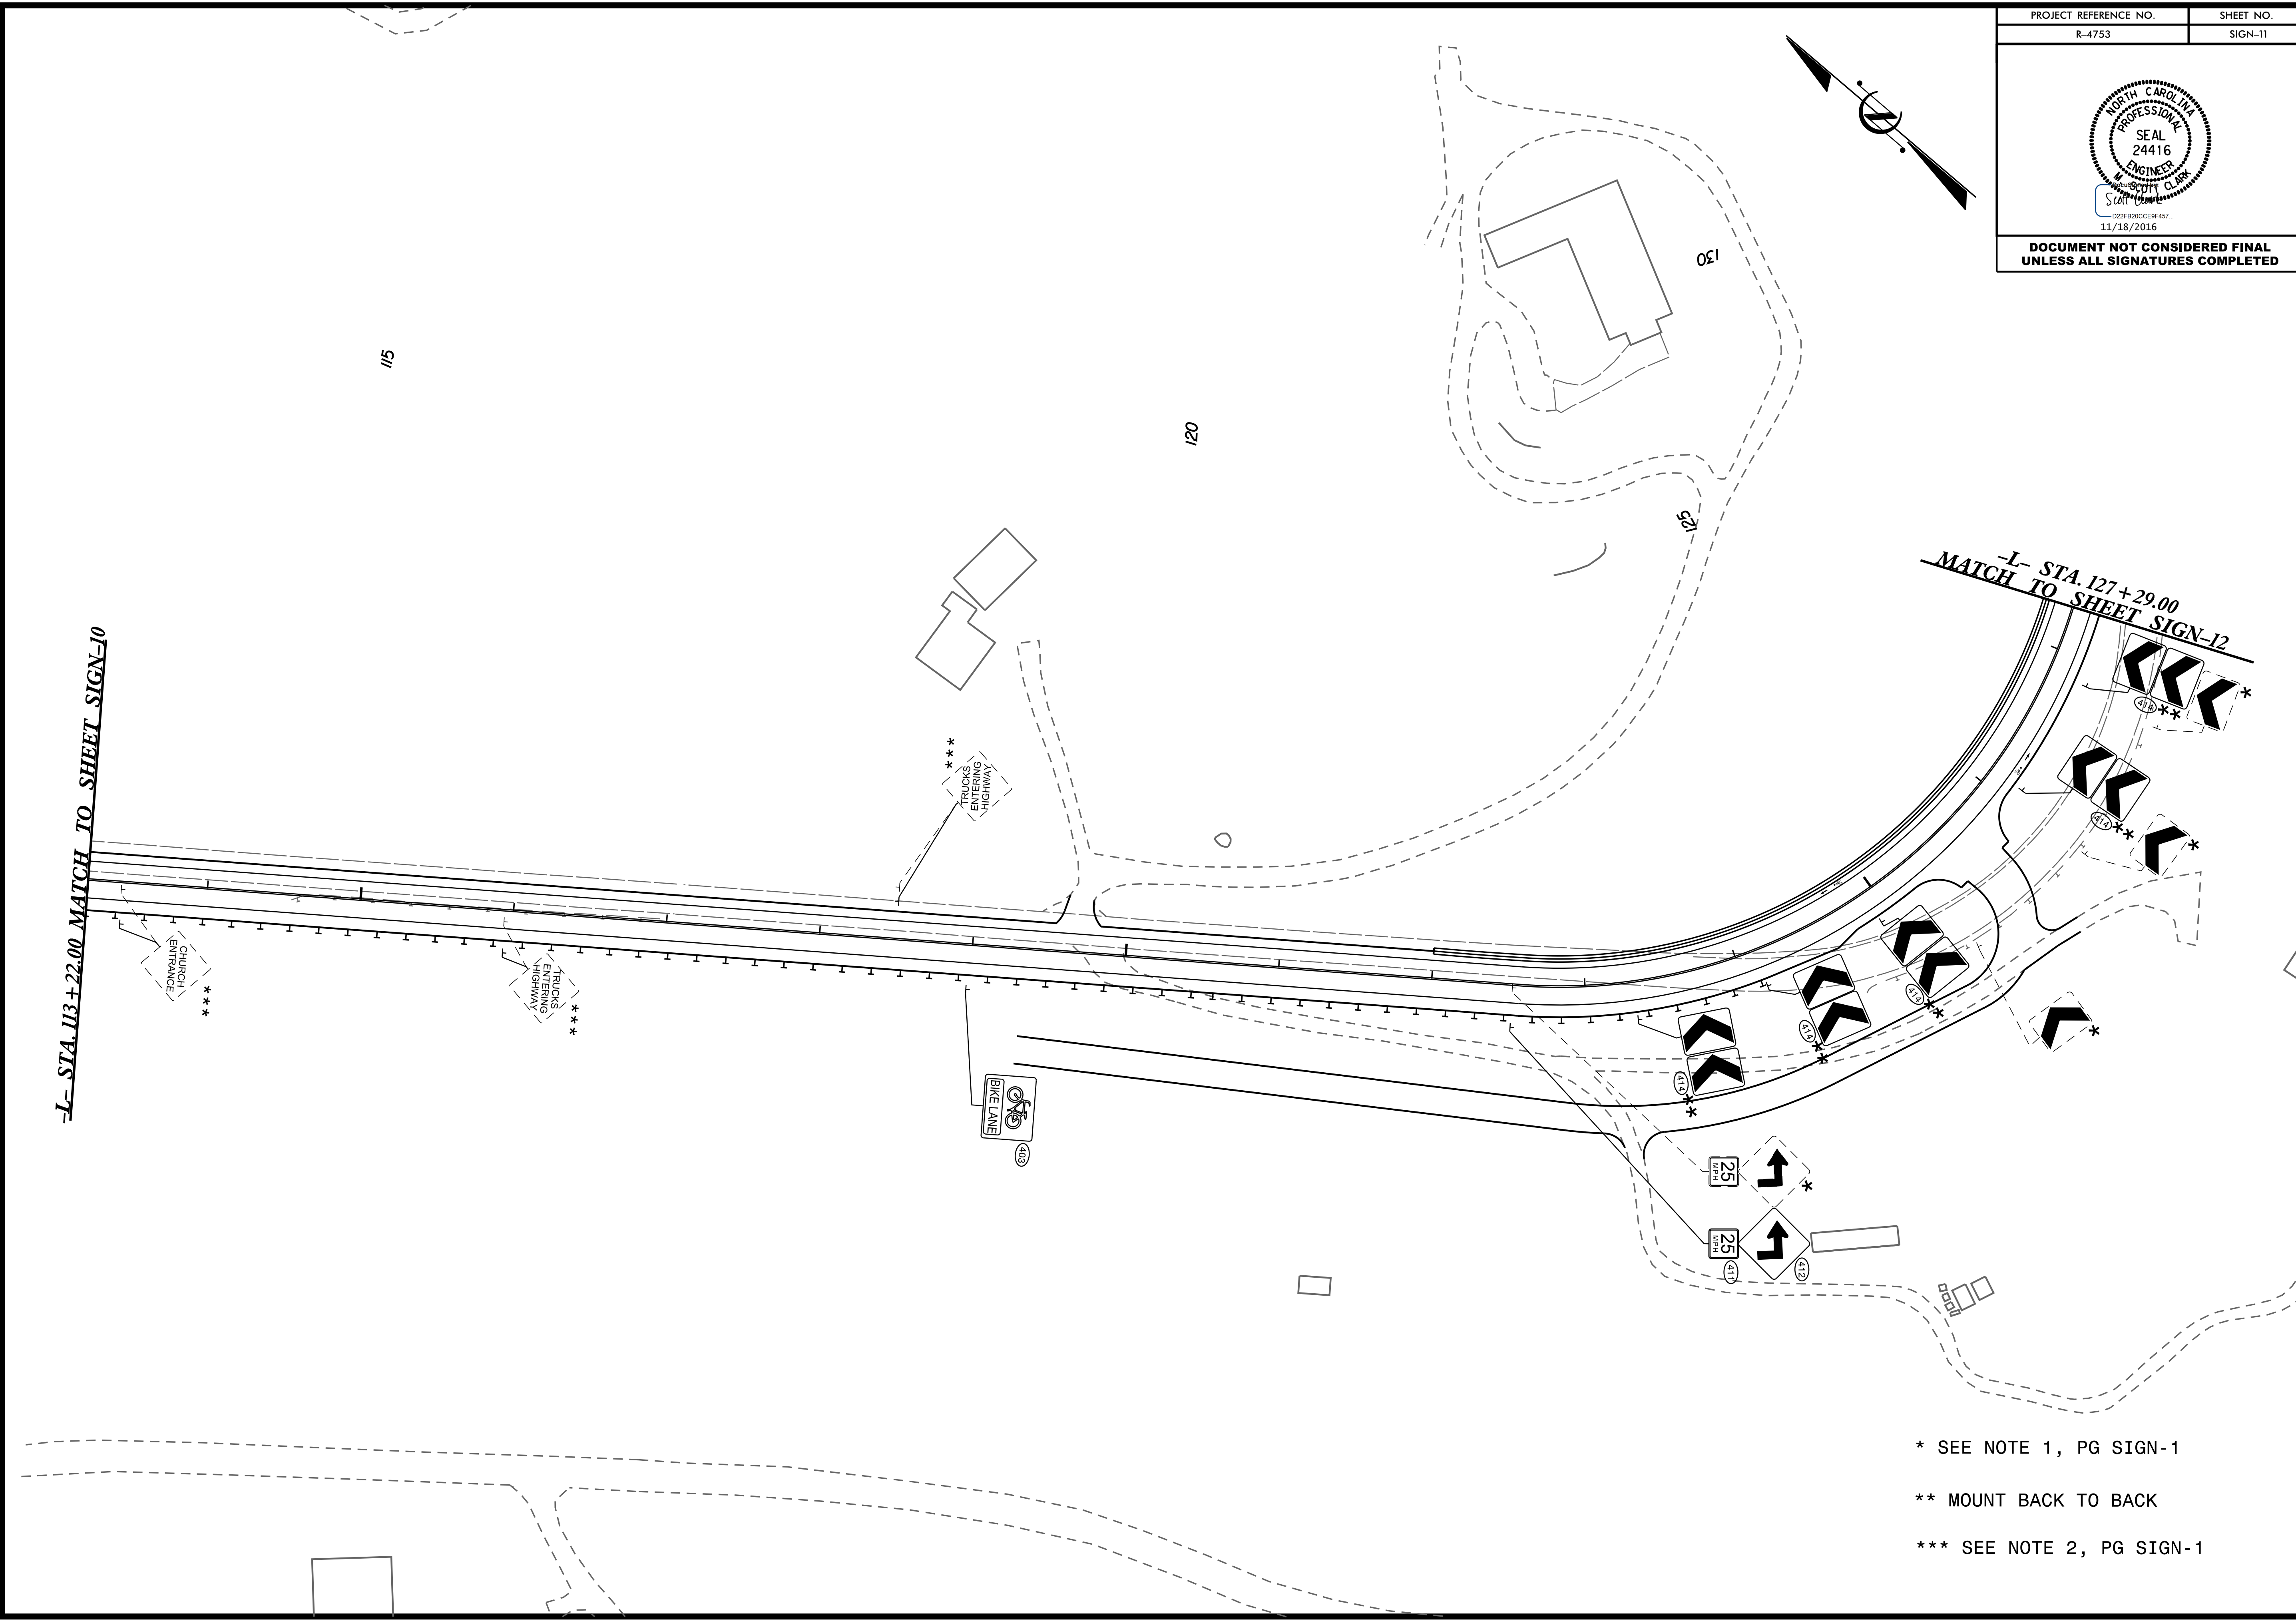 PROJECT REFERENCE NO.
SHEET NO.
R-4753
SIGN-11
NORTH CAROLINA
PROFESSIONAL
SEAL
24416
ENGINEER
M SCOTT CLARK
Scott Clark
D22FB20CCE9F457...
11/18/2016
DOCUMENT NOT CONSIDERED FINAL
UNLESS ALL SIGNATURES COMPLETED
115
120
130
125
-L- STA. 113+22.00 MATCH TO SHEET SIGN-10
-L- STA. 127+29.00
MATCH TO SHEET SIGN-12
***
TRUCKS
ENTERING
HIGHWAY
CHURCH
ENTRANCE
***
TRUCKS
ENTERING
HIGHWAY
***
BIKE LANE
403
414
**
*
414
**
*
414
**
*
414
**
414
**
25
MPH
*
25
MPH
411
412
* SEE NOTE 1, PG SIGN-1
** MOUNT BACK TO BACK
*** SEE NOTE 2, PG SIGN-1